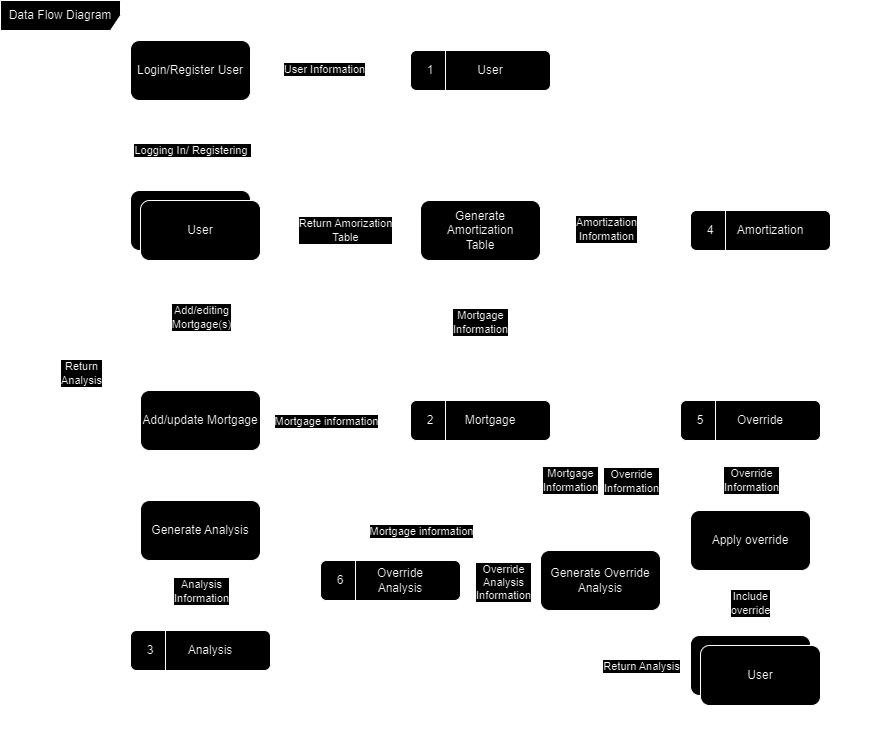 Data Flow Diagram
Login/Register User
User Information
1
User
Logging In/ Registering
User
Return Amorization
Table
Generate
Amortization
Table
Amortization
Information
4
Amortization
Add/editing
Mortgage(s)
Mortgage
Information
Return
Analysis
Add/update Mortgage
Mortgage information
2
Mortgage
5
Override
Mortgage
Information
Override
Information
Override
Information
Generate Analysis
Mortgage information
Apply override
Analysis
Information
6
Override
Analysis
Override
Analysis
Information
Generate Override
Analysis
Include
override
3
Analysis
Return Analysis
User